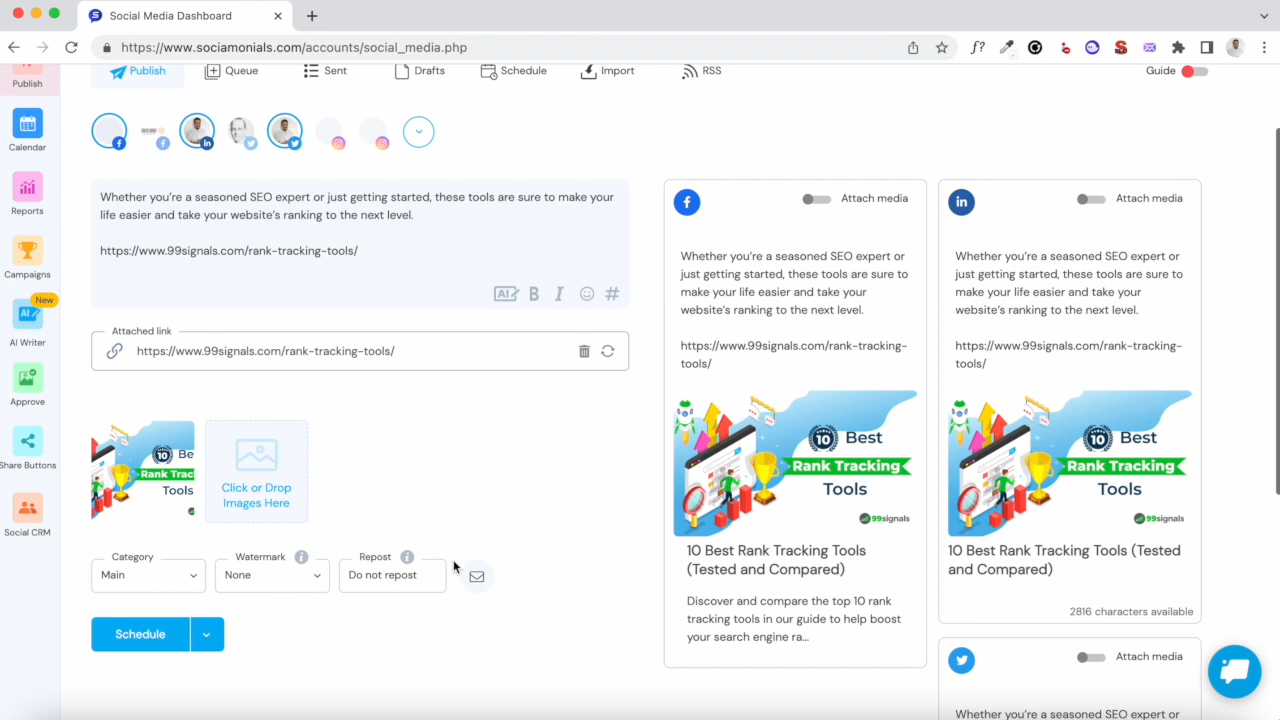 Social Media Dashboard
https://www.sociamonials.com/accounts/social_media.php
Publish
Queue
Sent
Drafts
Schedule
Import
RSS
Guide
Publish
Calendar
Reports
Campaigns
New
AI
AI Writer
Approve
Share Buttons
Social CRM
Whether you're a seasoned SEO expert or just getting started, these tools are sure to make your
life easier and take your website's ranking to the next level.
https://www.99signals.com/rank-tracking-tools/
AI B I #
Attached link
https://www.99signals.com/rank-tracking-tools/
10 Be
Rank Trac
Tools
Click or Drop
Images Here
Category
Main
Watermark
None
Repost
Do not repost
Schedule
Attach media
Whether you're a seasoned SEO expert or
just getting started, these tools are sure to
make your life easier and take your
website's ranking to the next level.
https://www.99signals.com/rank-tracking-
tools/
10 Best
Rank Tracking
Tools
99signals
10 Best Rank Tracking Tools
(Tested and Compared)
Discover and compare the top 10 rank
tracking tools in our guide to help boost
your search engine ra...
Attach media
Whether you're a seasoned SEO expert or
just getting started, these tools are sure to
make your life easier and take your
website's ranking to the next level.
https://www.99signals.com/rank-tracking-
tools/
10 Best
Rank Tracking
Tools
99signals
10 Best Rank Tracking Tools (Tested
and Compared)
2816 characters available
Attach media
Whether you're a seasoned SEO expert or